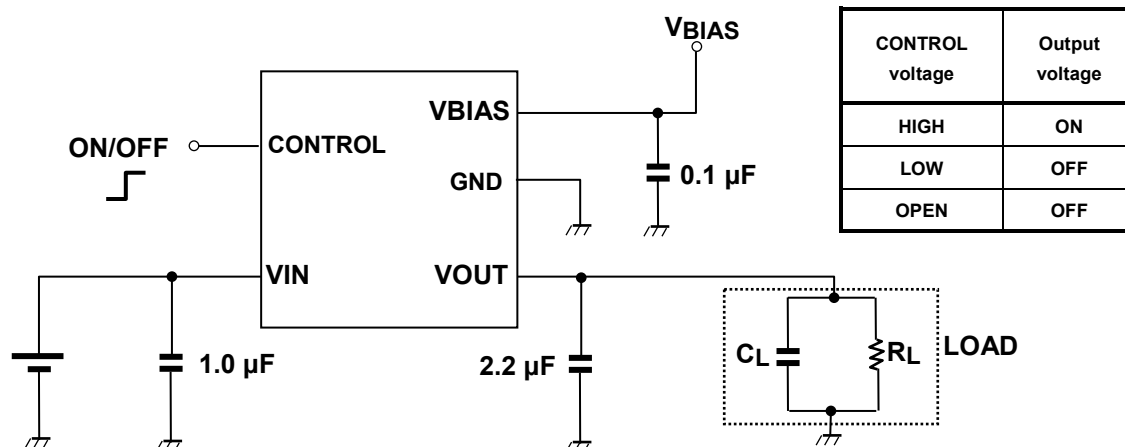 VBIAS
CONTROL voltage
Output voltage
HIGH
ON
LOW
OFF
OPEN
OFF
ON/OFF
CONTROL
VBIAS
GND
0.1 µF
VIN
VOUT
1.0 µF
2.2 µF
CL
RL
LOAD